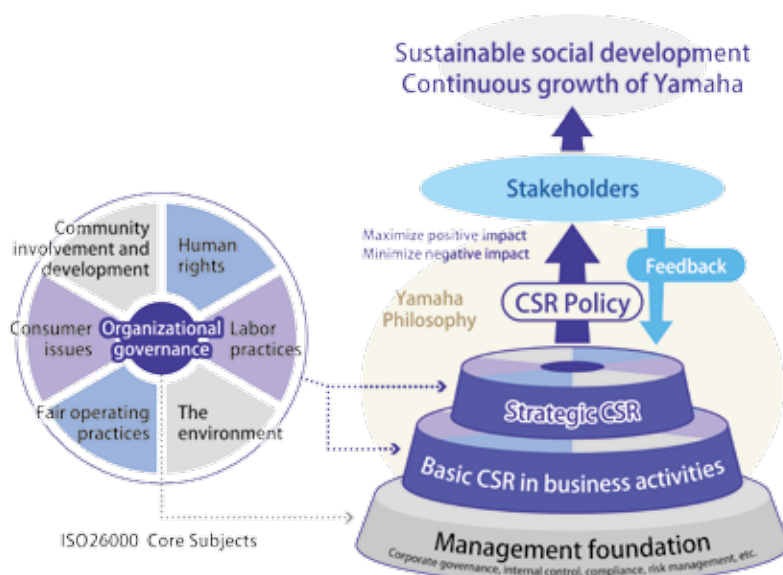 Sustainable social development
Continuous growth of Yamaha
Stakeholders
Maximize positive impact
Minimize negative impact
Feedback
CSR Policy
Yamaha
Philosophy
Strategic CSR
Basic CSR in business activities
Management foundation
Corporate governance, internal control, compliance, risk management, etc.
Community
involvement and
development
Human
rights
Consumer
issues
Organizational
governance
Labor
practices
Fair operating
practices
The
environment
ISO26000 Core Subjects